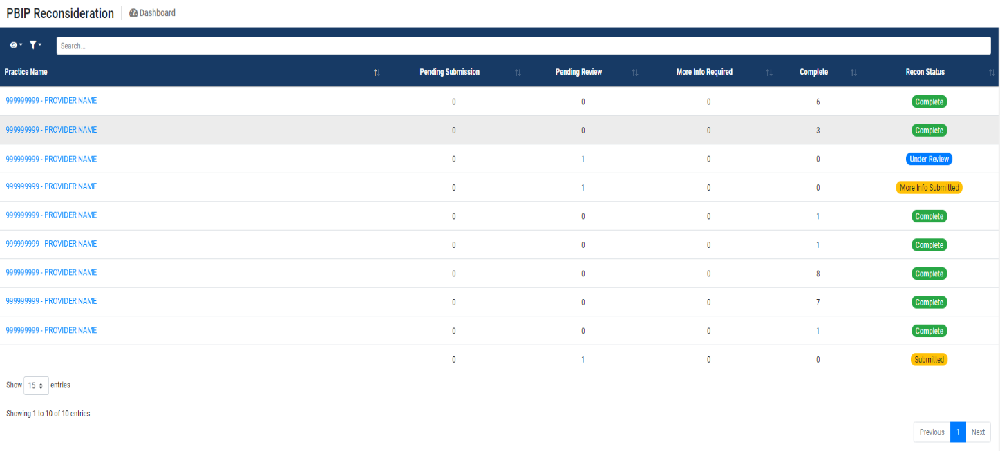 PBIP Reconsideration Dashboard
Search...
Practice Name Pending Submission Pending Review More Info Required Complete Recon Status
999999999 - PROVIDER NAME 0 0 0 6 Complete
999999999 - PROVIDER NAME 0 0 0 3 Complete
999999999 - PROVIDER NAME 0 1 0 0 Under Review
999999999 - PROVIDER NAME 0 1 0 0 More Info Submitted
999999999 - PROVIDER NAME 0 0 0 1 Complete
999999999 - PROVIDER NAME 0 0 0 1 Complete
999999999 - PROVIDER NAME 0 0 0 8 Complete
999999999 - PROVIDER NAME 0 0 0 7 Complete
999999999 - PROVIDER NAME 0 0 0 1 Complete
0 1 0 0 Submitted
Show 15 entries
Showing 1 to 10 of 10 entries
Previous 1 Next